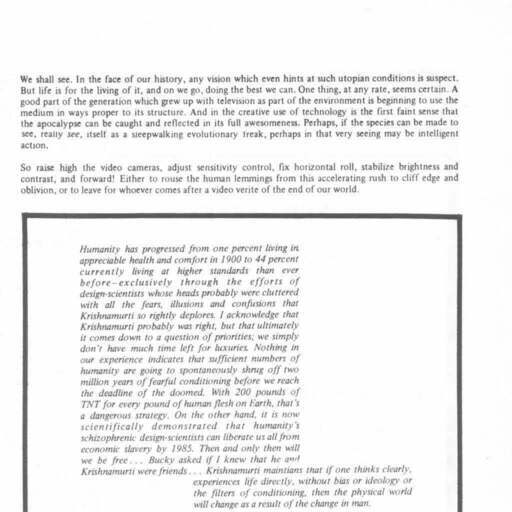 We shall see. In the face of our history, any vision which even hints at such utopian conditions is suspect.
But life is for the living of it, and on we go, doing the best we can. One thing, at any rate, seems certain. A
good part of the generation which grew up with television as part of the environment is beginning to use the
medium in ways proper to its structure. And in the creative use of technology is the first faint sense that
the apocalypse can be caught and reflected in its full awesomeness. Perhaps, if the species can be made to
see, really see, itself as a sleepwalking evolutionary freak, perhaps in that very seeing may be intelligent
action.
So raise high the video cameras, adjust sensitivity control, fix horizontal roll, stabilize brightness and
contrast, and forward! Either to rouse the human lemmings from this accelerating rush to cliff edge and
oblivion, or to leave for whoever comes after a video verite of the end of our world.
Humanity has progressed from one percent living in
appreciable health and comfort in 1900 to 44 percent
currently living at higher standards than ever
before—exclusively through the efforts of
design-scientists whose heads probably were cluttered
with all the fears, illusions and confusions that
Krishnamurti so rightly deplores. I acknowledge that
Krishnamurti probably was right, but that ultimately
it comes down to a question of priorities; we simply
don't have much time left for luxuries. Nothing in
our experience indicates that sufficient numbers of
humanity are going to spontaneously shrug off two
million years of fearful conditioning before we reach
the deadline of the doomed. With 200 pounds of
TNT for every pound of human flesh on Earth, that's
a dangerous strategy. On the other hand, it is now
scientifically demonstrated that humanity's
schizophrenic design-scientists can liberate us all from
economic slavery by 1985. Then and only then will
we be free... Bucky asked if I knew that he and
Krishnamurti were friends... Krishnamurti maintians that if one thinks clearly,
experiences life directly, without bias or ideology or
the filters of conditioning, then the physical world
will change as a result of the change in man.